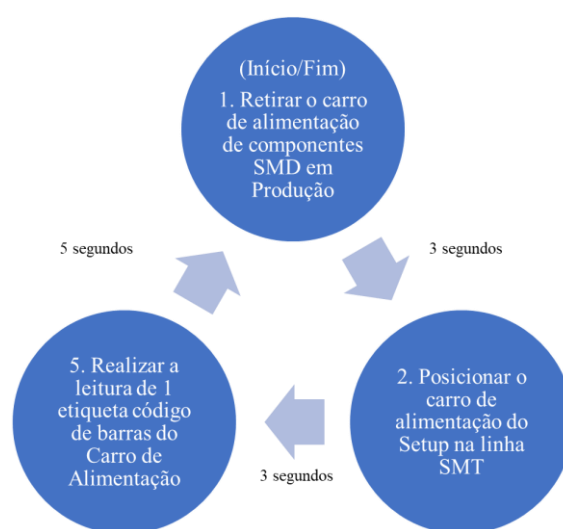 (Início/Fim)
1. Retirar o carro
de alimentação
de componentes
SMD em
Produção
5 segundos
3 segundos
5. Realizar a
leitura de 1
etiqueta código
de barras do
Carro de
Alimentação
2. Posicionar o
carro de
alimentação do
Setup na linha
SMT
3 segundos